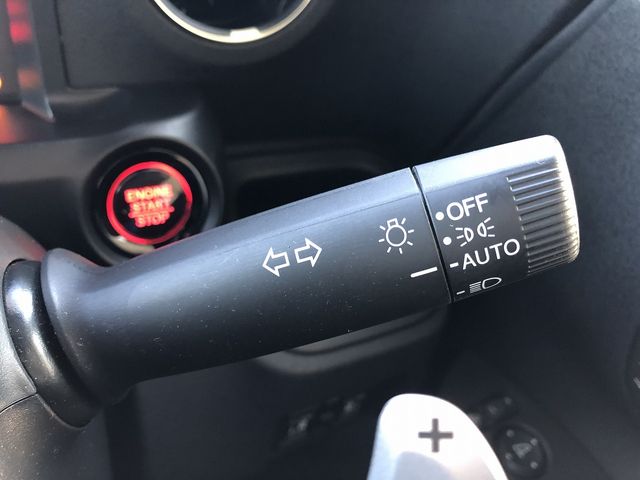 ENGINE
START
STOP
OFF
AUTO
+